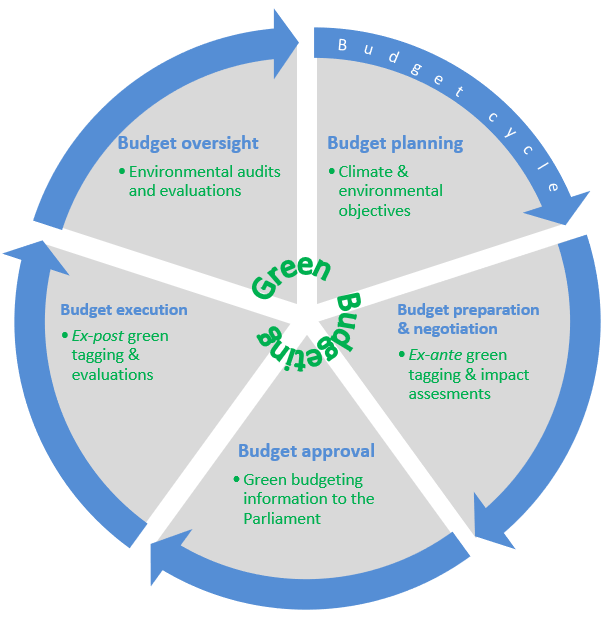 Budget cycle
Budget oversight
• Environmental audits
and evaluations
Budget planning
• Climate &
environmental
objectives
Green Budgeting
Budget execution
• Ex-post green
tagging &
evaluations
Budget preparation
& negotiation
• Ex-ante green
tagging & impact
assesments
Budget approval
• Green budgeting
information to the
Parliament